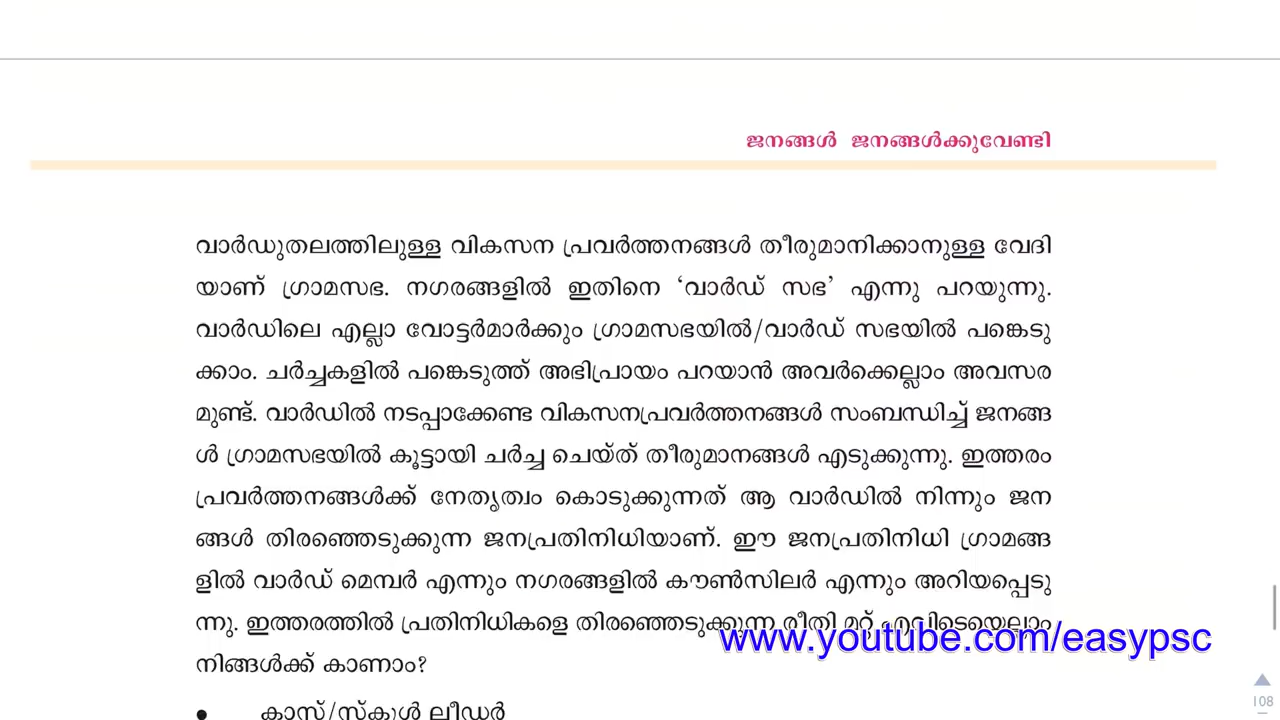 ജനങ്ങൾ ജനങ്ങൾക്കുവേണ്ടി
വാർഡുതലത്തിലുള്ള വികസന പ്രവർത്തനങ്ങൾ തീരുമാനിക്കാനുള്ള വേദി
യാണ് ഗ്രാമസഭ. നഗരങ്ങളിൽ ഇതിനെ ‘വാർഡ് സഭ’ എന്നു പറയുന്നു.
വാർഡിലെ എല്ലാ വോട്ടർമാർക്കും ഗ്രാമസഭയിൽ/വാർഡ് സഭയിൽ പങ്കെടു
ക്കാം. ചർച്ചകളിൽ പങ്കെടുത്ത് അഭിപ്രായം പറയാൻ അവർക്കെല്ലാം അവസര
മുണ്ട്. വാർഡിൽ നടപ്പാക്കേണ്ട വികസനപ്രവർത്തനങ്ങൾ സംബന്ധിച്ച് ജനങ്ങ
ൾ ഗ്രാമസഭയിൽ കൂട്ടായി ചർച്ച ചെയ്ത് തീരുമാനങ്ങൾ എടുക്കുന്നു. ഇത്തരം
പ്രവർത്തനങ്ങൾക്ക് നേതൃത്വം കൊടുക്കുന്നത് ആ വാർഡിൽ നിന്നും ജന
ങ്ങൾ തിരഞ്ഞെടുക്കുന്ന ജനപ്രതിനിധിയാണ്. ഈ ജനപ്രതിനിധി ഗ്രാമങ്ങ
ളിൽ വാർഡ് മെമ്പർ എന്നും നഗരങ്ങളിൽ കൗൺസിലർ എന്നും അറിയപ്പെടു
ന്നു. ഇത്തരത്തിൽ പ്രതിനിധികളെ തിരഞ്ഞെടുക്കുന്ന രീതി മറ്റ് എവിടെയെല്ലാം
www.youtube.com/easypsc
നിങ്ങൾക്ക് കാണാം?
• ക്ലാസ്/സ്കൂൾ ലീഡർ
108